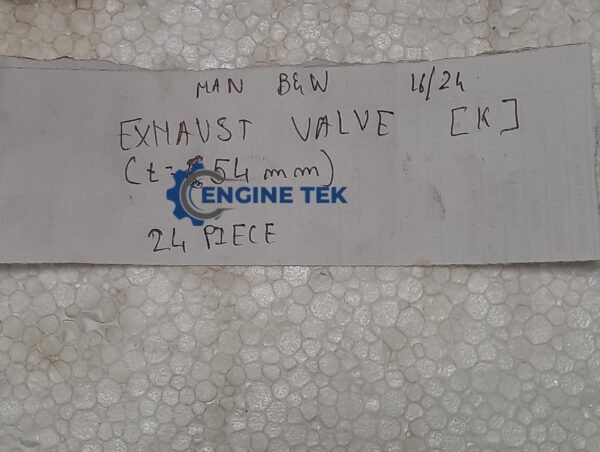 MAN B&W 16/24
EXHAUST VALVE [K]
(t= 54 mm)
ENGINE TEK
24 PIECE